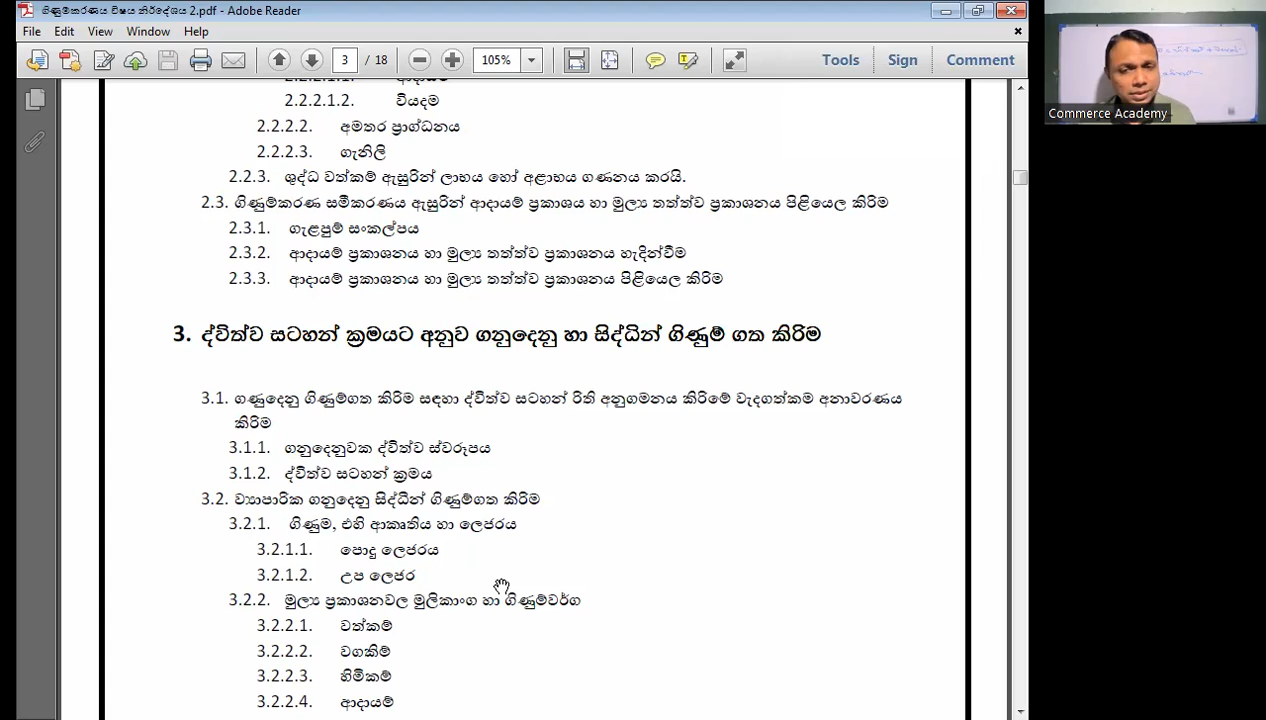 ගිණුම්කරණය විෂය නිර්දේශය 2.pdf - Adobe Reader
File Edit View Window Help
3 / 18 105% Tools Sign Comment
Commerce Academy
2.2.2.1.2. වියදම
2.2.2.2. අමතර ප්‍රාග්ධනය
2.2.2.3. ගැනිලි
2.2.3. ශුද්ධ වත්කම් ඇසුරින් ලාභය හෝ අළාභය ගණනය කරයි.
2.3. ගිණුම්කරණ සමීකරණය ඇසුරින් ආදායම් ප්‍රකාශය හා මුල්‍ය තත්ත්ව ප්‍රකාශනය පිළියෙල කිරිම
2.3.1. ගැළපුම් සංකල්පය
2.3.2. ආදායම් ප්‍රකාශනය හා මුල්‍ය තත්ත්ව ප්‍රකාශනය හැදින්වීම
2.3.3. ආදායම් ප්‍රකාශනය හා මුල්‍ය තත්ත්ව ප්‍රකාශනය පිළියෙල කිරිම
3. ද්විත්ව සටහන් ක්‍රමයට අනුව ගනුදෙනු හා සිද්ධින් ගිණුම් ගත කිරිම
3.1. ගණුදෙනු ගිණුම්ගත කිරිම සඳහා ද්විත්ව සටහන් රිති අනුගමනය කිරිමේ වැදගත්කම අනාවරණය
කිරිම
3.1.1. ගනුදෙනුවක ද්විත්ව ස්වරූපය
3.1.2. ද්විත්ව සටහන් ක්‍රමය
3.2. ව්‍යාපාරික ගනුදෙනු සිද්ධීන් ගිණුම්ගත කිරිම
3.2.1. ගිණුම, එහි ආකෘතිය හා ලෙජරය
3.2.1.1. පොදු ලෙජරය
3.2.1.2. උප ලෙජර
3.2.2. මුල්‍ය ප්‍රකාශනවල මුලිකාංග හා ගිණුම්වර්ග
3.2.2.1. වත්කම්
3.2.2.2. වගකිම්
3.2.2.3. හිමිකම්
3.2.2.4. ආදායම්